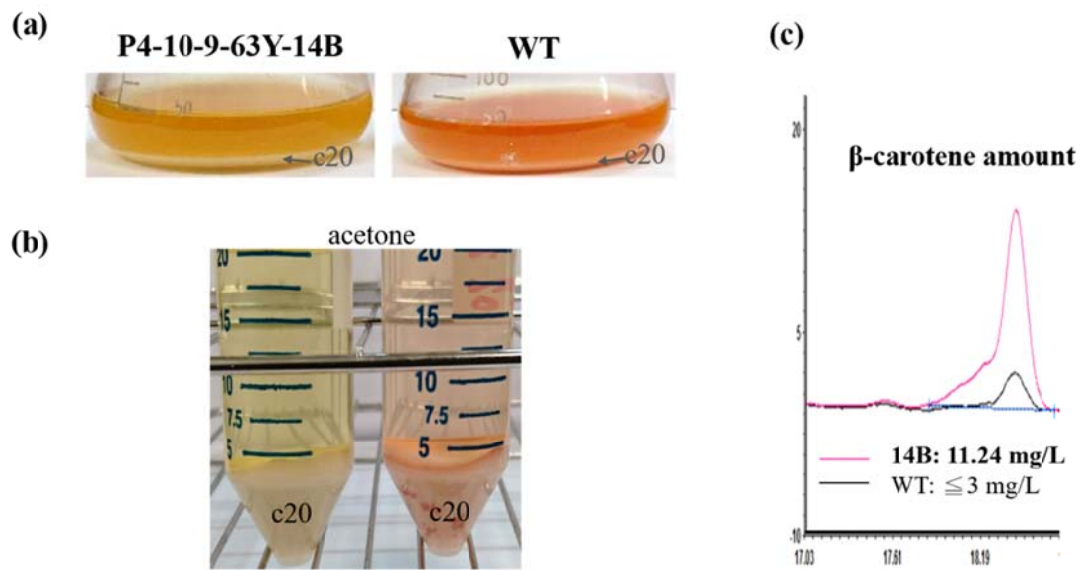 (a)
P4-10-9-63Y-14B
WT
50
c20
100
50
c20
(b)
acetone
20
15
10
7.5
5
c20
20
15
10
7.5
5
c20
(c)
20
β-carotene amount
5
14B: 11.24 mg/L
WT: ≦3 mg/L
-10
17.03
17.61
18.19